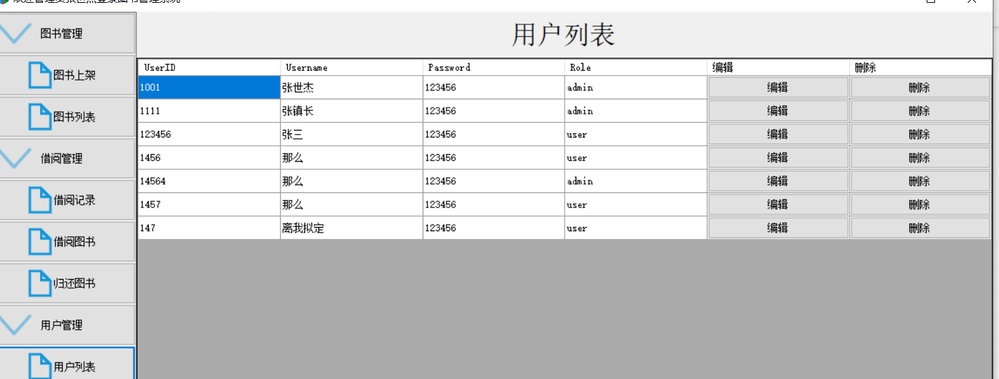 图书管理
图书上架
图书列表
借阅管理
借阅记录
借阅图书
归还图书
用户管理
用户列表
用户列表
UserID Username Password Role 编辑 删除
1001 张世杰 123456 admin 编辑 删除
1111 张镇长 123456 admin 编辑 删除
123456 张三 123456 user 编辑 删除
1456 那么 123456 user 编辑 删除
14564 那么 123456 admin 编辑 删除
1457 那么 123456 user 编辑 删除
147 离我拟定 123456 user 编辑 删除